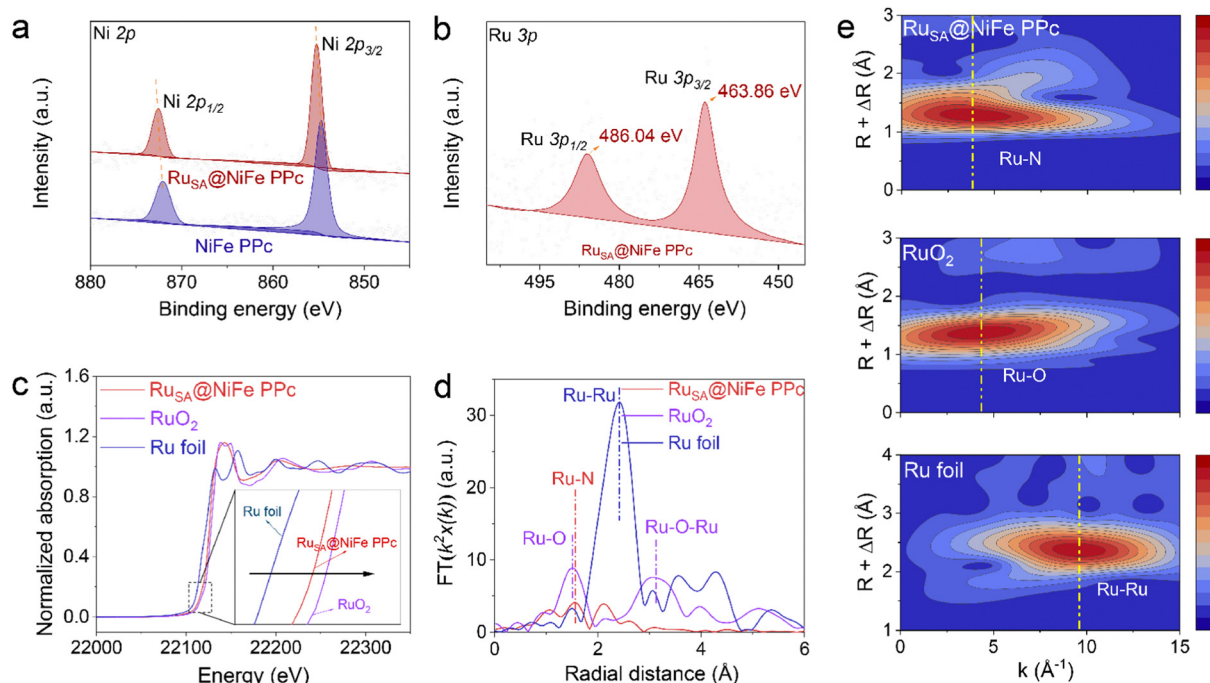 a
Ni 2p
Ni 2p3/2
Ni 2p1/2
RuSA@NiFe PPc
NiFe PPc
Intensity (a.u.)
880 870 860 850
Binding energy (eV)
b
Ru 3p
Ru 3p3/2
463.86 eV
Ru 3p1/2
486.04 eV
RuSA@NiFe PPc
Intensity (a.u.)
495 480 465 450
Binding energy (eV)
c
1.6
1.2
0.8
0.4
0.0
Normalized absorption (a.u.)
RuSA@NiFe PPc
RuO2
Ru foil
Ru foil
RuSA@NiFe PPc
RuO2
22000 22100 22200 22300
Energy (eV)
d
30
20
10
0
FT(k²x(k)) (a.u.)
Ru-Ru
RuSA@NiFe PPc
RuO2
Ru foil
Ru-N
Ru-O
Ru-O-Ru
0 2 4 6
Radial distance (Å)
e
RuSA@NiFe PPc
3
2
1
0
R + ΔR (Å)
Ru-N
RuO2
3
2
1
0
R + ΔR (Å)
Ru-O
Ru foil
4
3
2
1
R + ΔR (Å)
Ru-Ru
0 5 10 15
k (Å⁻¹)